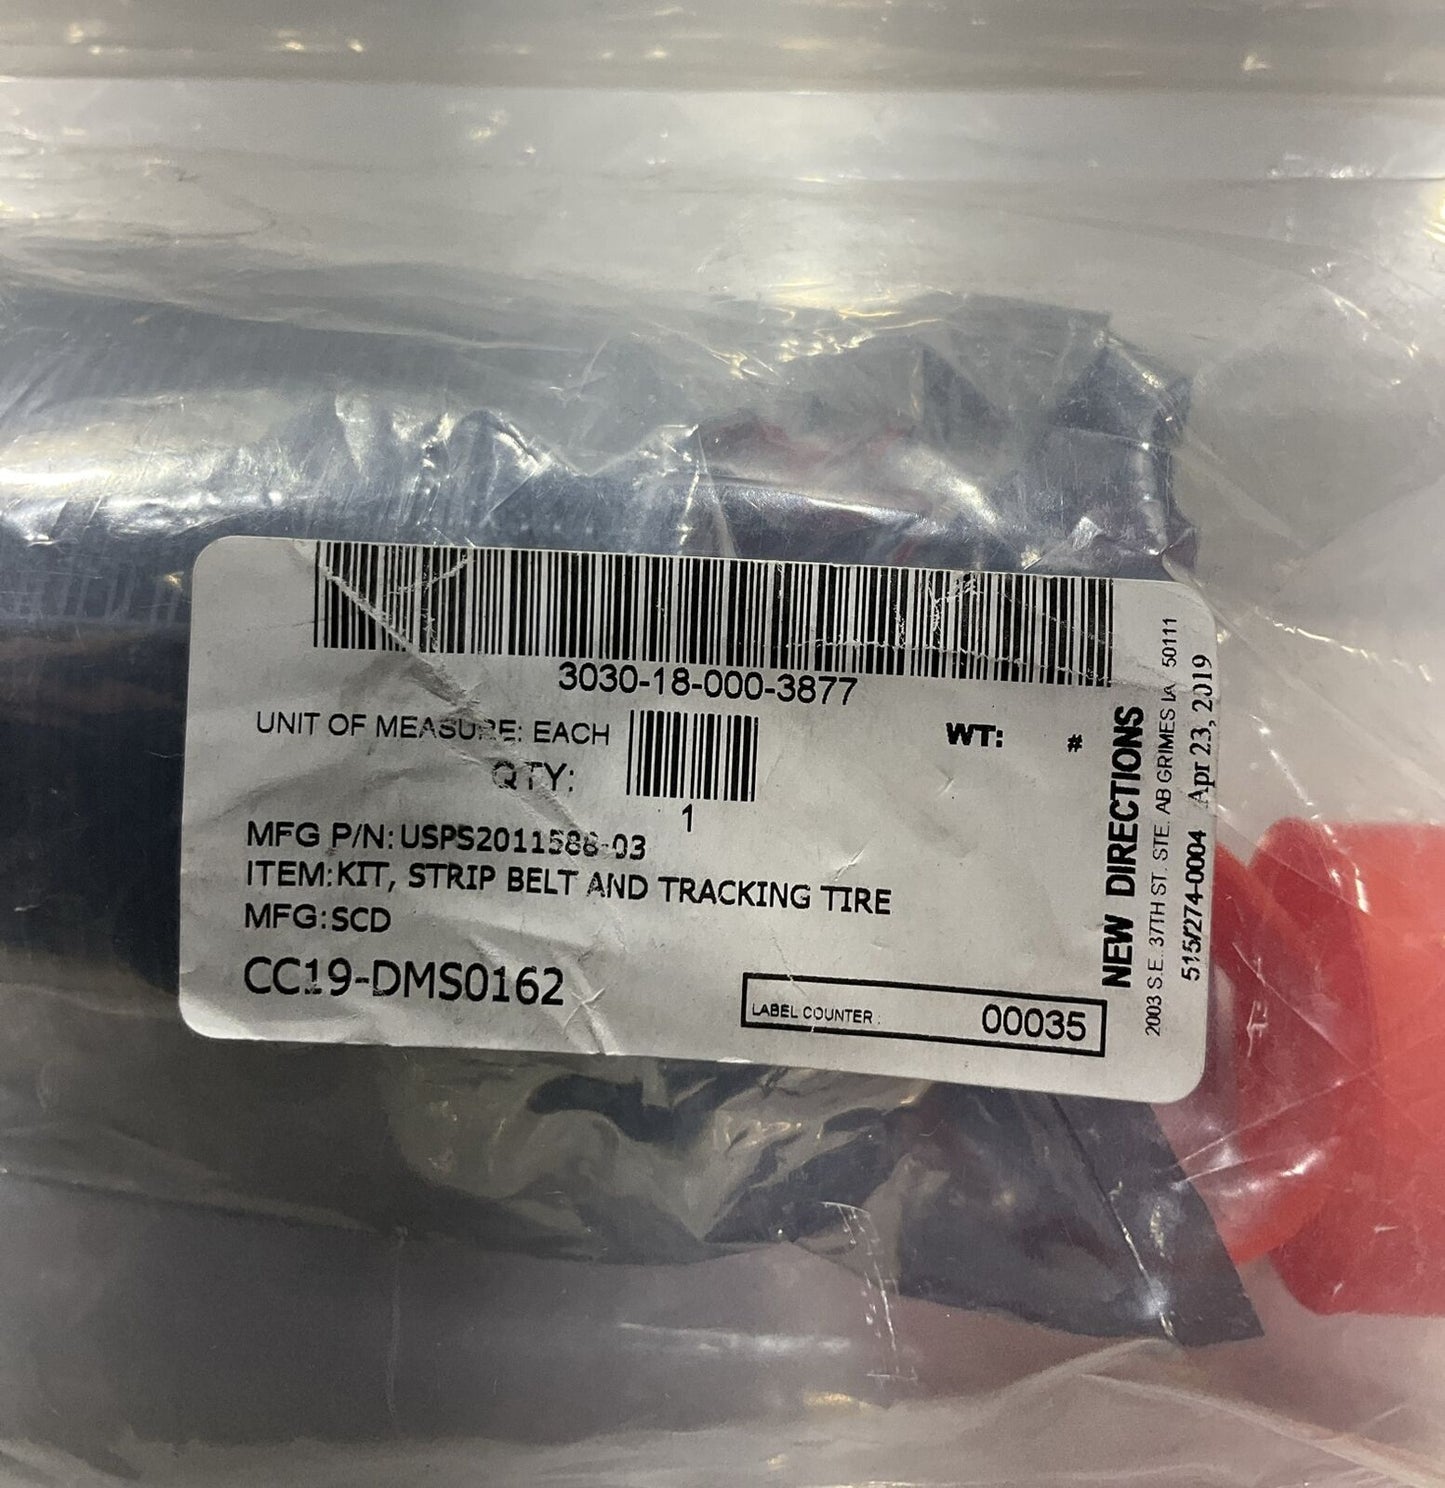 3030-18-000-3877
UNIT OF MEASURE: EACH
WT: #
QTY:
1
MFG P/N: USPS2011588-03
ITEM:KIT, STRIP BELT AND TRACKING TIRE
MFG:SCD
CC19-DMS0162
LABEL COUNTER : 00035
NEW DIRECTIONS
2003 S.E. 37TH ST. STE. AB GRIMES IA 50111
515/274-0004 Apr 23, 2019